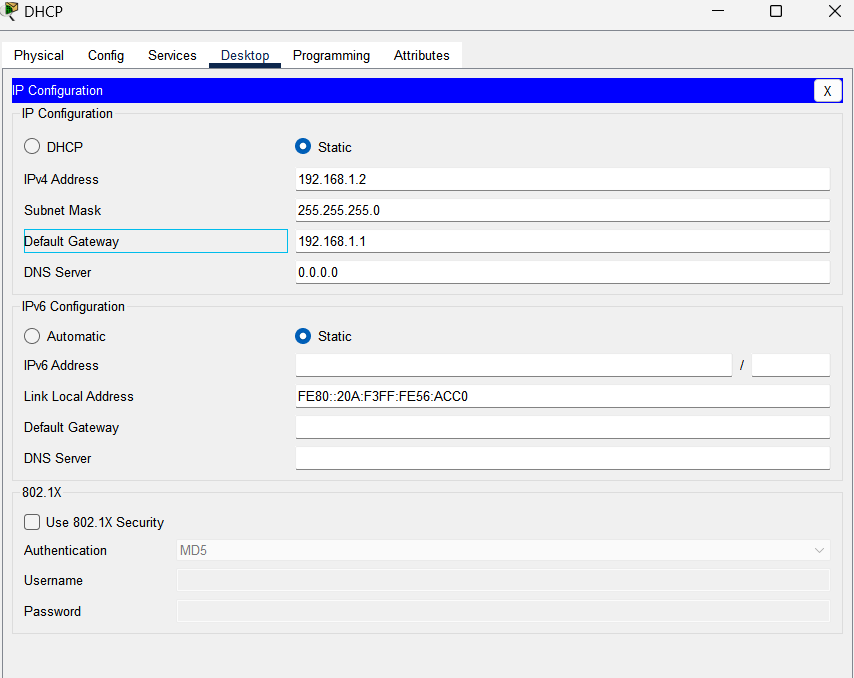 DHCP
Physical Config Services Desktop Programming Attributes
IP Configuration X
IP Configuration
DHCP Static
IPv4 Address 192.168.1.2
Subnet Mask 255.255.255.0
Default Gateway 192.168.1.1
DNS Server 0.0.0.0
IPv6 Configuration
Automatic Static
IPv6 Address /
Link Local Address FE80::20A:F3FF:FE56:ACC0
Default Gateway
DNS Server
802.1X
Use 802.1X Security
Authentication MD5
Username
Password